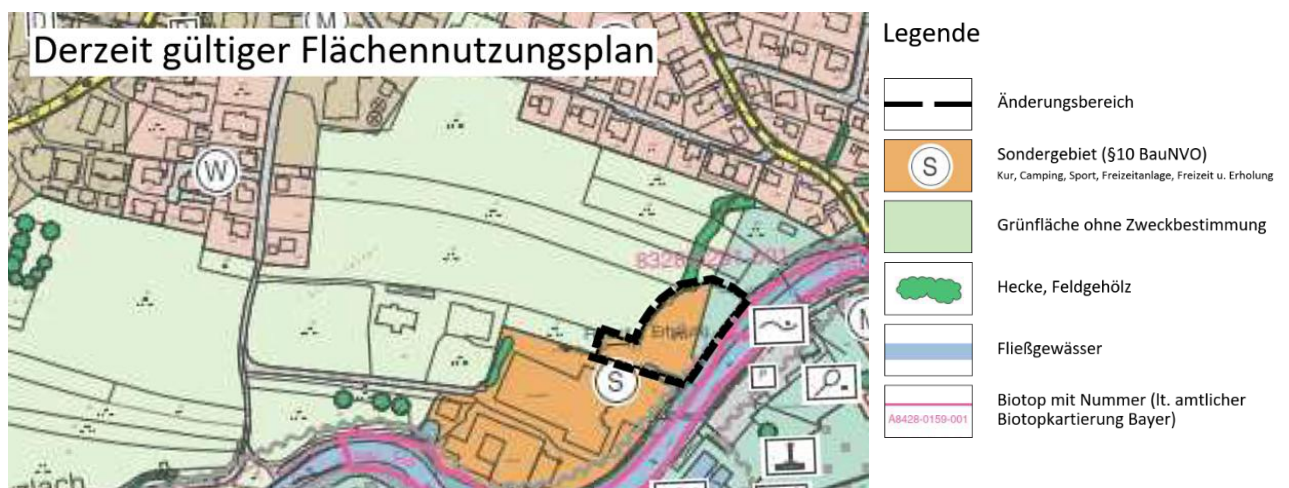 Derzeit gültiger Flächennutzungsplan
M
W
S
P
Legende
Änderungsbereich
S
Sondergebiet (§10 BauNVO)
Kur, Camping, Sport, Freizeitanlage, Freizeit u. Erholung
Grünfläche ohne Zweckbestimmung
Hecke, Feldgehölz
Fließgewässer
A8428-0159-001
Biotop mit Nummer (lt. amtlicher
Biotopkartierung Bayer)